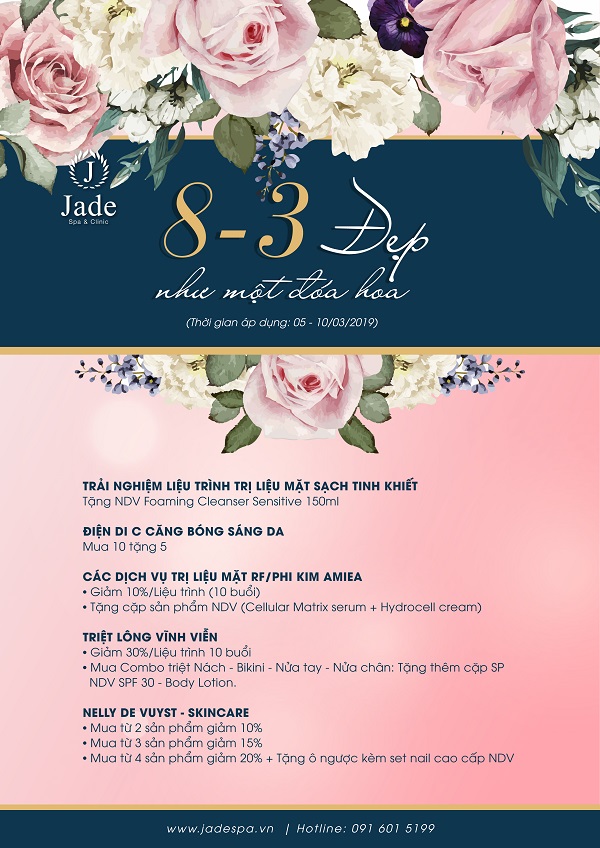 J
Jade
Spa & Clinic
8-3 Đẹp
như một đóa hoa
(Thời gian áp dụng: 05 - 10/03/2019)
TRẢI NGHIỆM LIỆU TRÌNH TRỊ LIỆU MẶT SẠCH TINH KHIẾT
Tặng NDV Foaming Cleanser Sensitive 150ml
ĐIỆN DI C CĂNG BÓNG SÁNG DA
Mua 10 tặng 5
CÁC DỊCH VỤ TRỊ LIỆU MẶT RF/PHI KIM AMIEA
• Giảm 10%/Liệu trình (10 buổi)
• Tặng cặp sản phẩm NDV (Cellular Matrix serum + Hydrocell cream)
TRIỆT LÔNG VĨNH VIỄN
• Giảm 30%/Liệu trình 10 buổi
• Mua Combo triệt Nách - Bikini - Nửa tay - Nửa chân: Tặng thêm cặp SP
NDV SPF 30 - Body Lotion.
NELLY DE VUYST - SKINCARE
• Mua từ 2 sản phẩm giảm 10%
• Mua từ 3 sản phẩm giảm 15%
• Mua từ 4 sản phẩm giảm 20% + Tặng ô ngược kèm set nail cao cấp NDV
www.jadespa.vn | Hotline: 091 601 5199